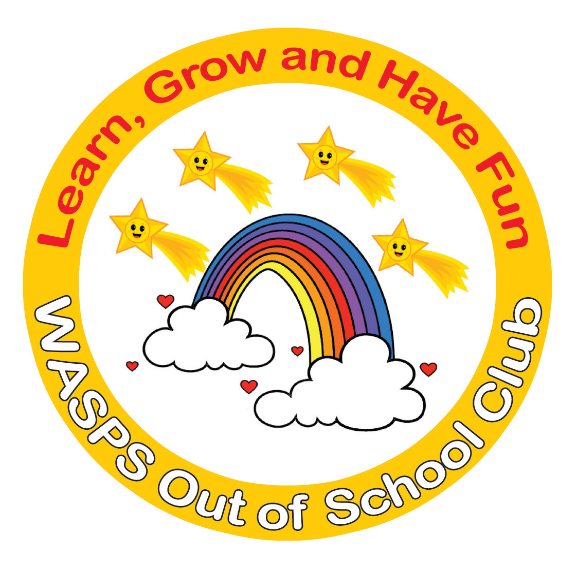 Learn, Grow and Have Fun
WASPS Out of School Club